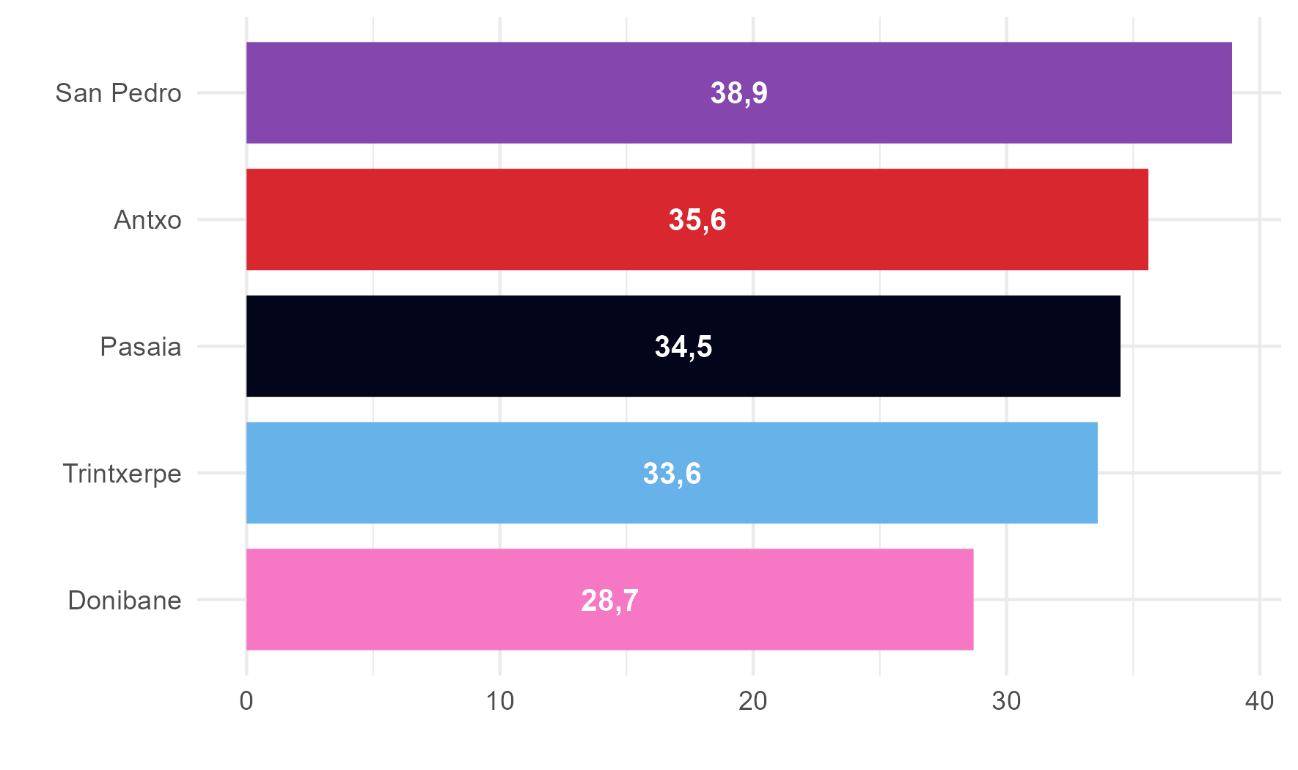 San Pedro 38,9
Antxo 35,6
Pasaia 34,5
Trintxerpe 33,6
Donibane 28,7
0 10 20 30 40